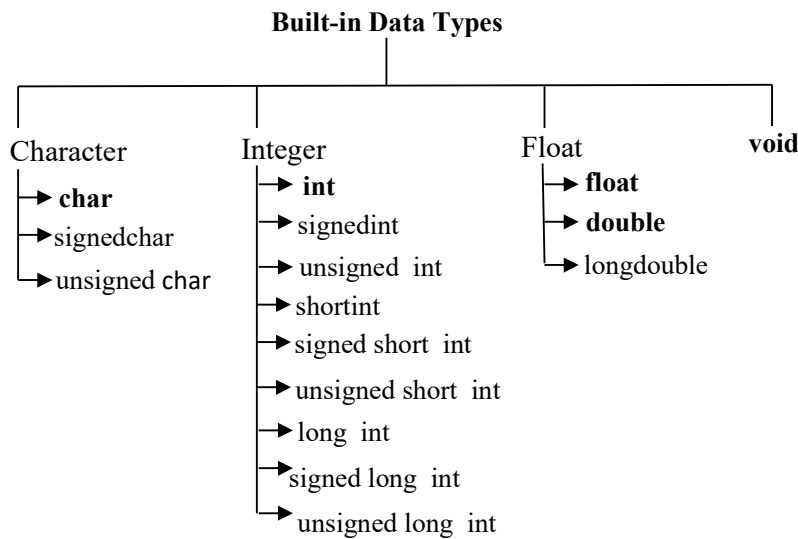 Built-in Data Types
Character
char
signedchar
unsigned char
Integer
int
signedint
unsigned int
shortint
signed short int
unsigned short int
long int
signed long int
unsigned long int
Float
float
double
longdouble
void